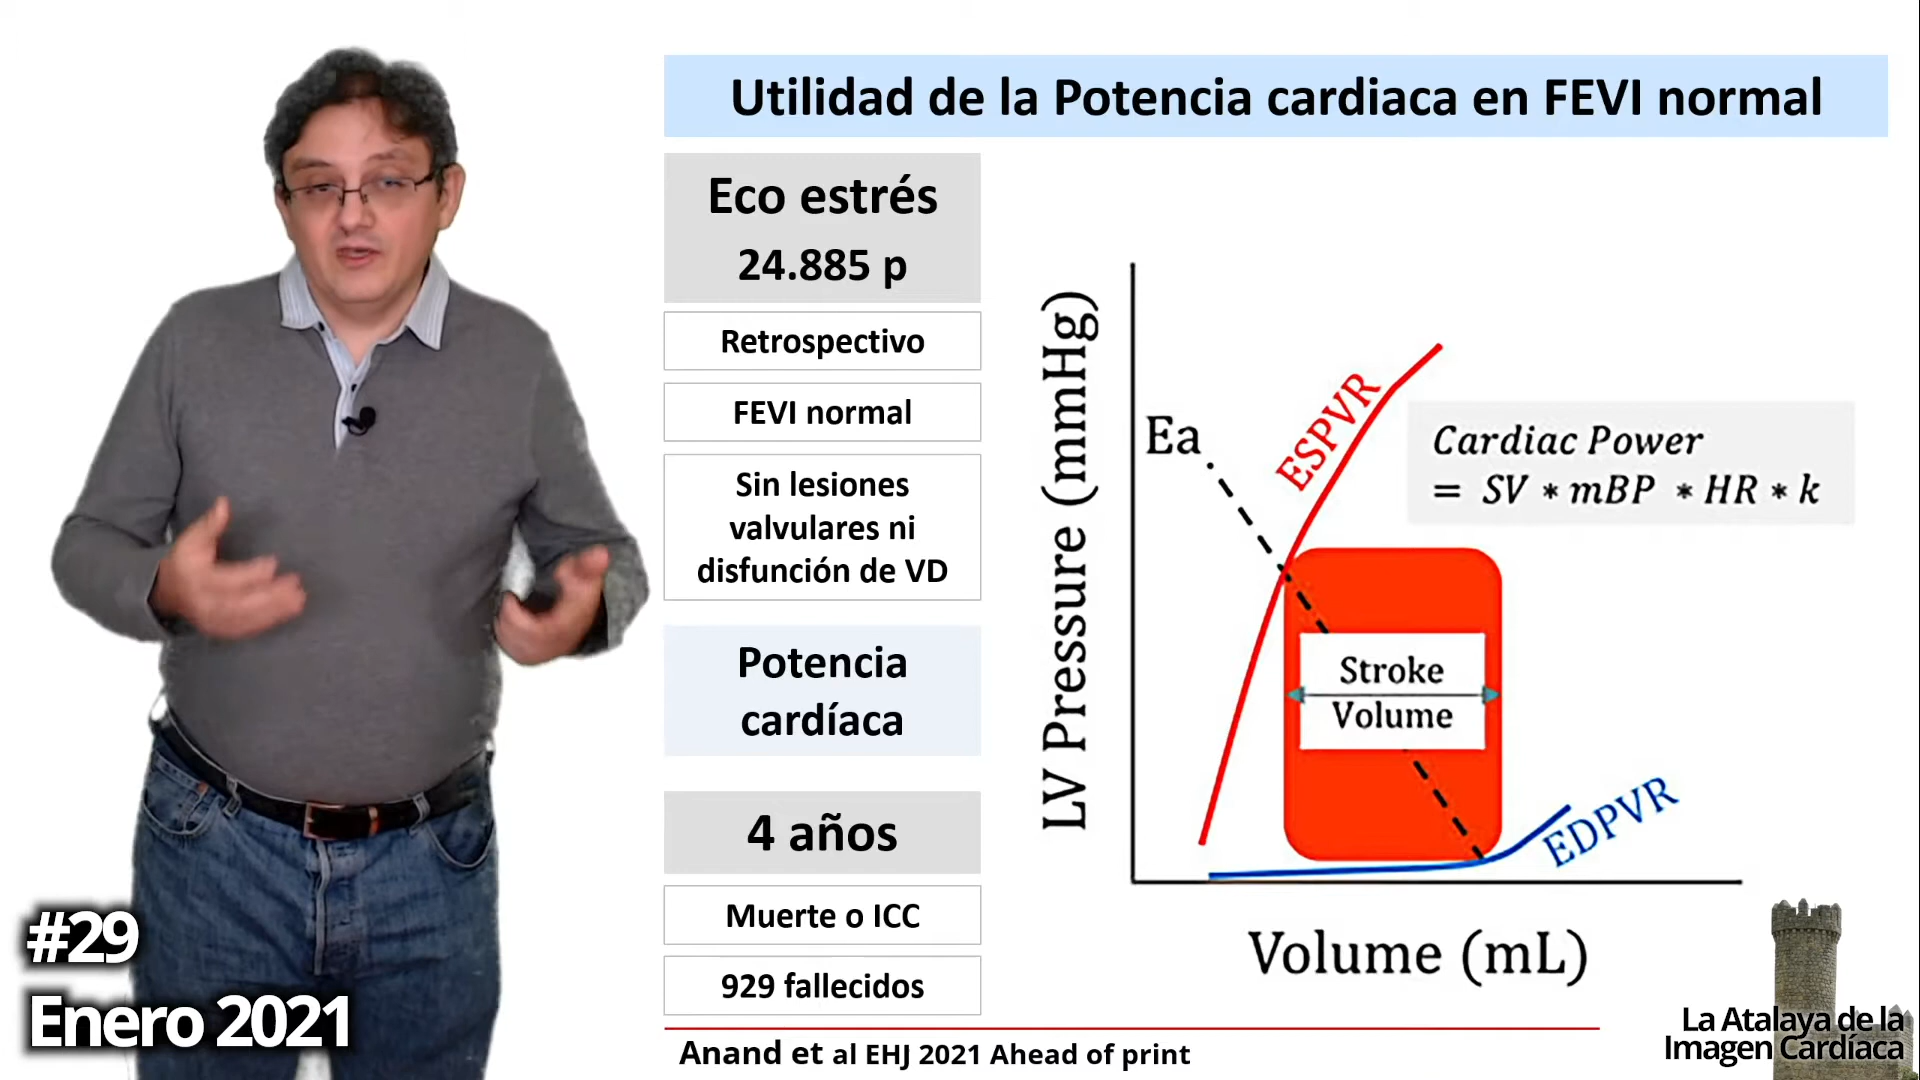 Utilidad de la Potencia cardiaca en FEVI normal
Eco estrés
24.885 p
Retrospectivo
FEVI normal
Sin lesiones
valvulares ni
disfunción de VD
Potencia
cardíaca
4 años
Muerte o ICC
929 fallecidos
LV Pressure (mmHg)
Ea
ESPVR
Cardiac Power
= SV * mBP * HR * k
Stroke
Volume
EDPVR
Volume (mL)
#29
Enero 2021
Anand et al EHJ 2021 Ahead of print
La Atalaya de la
Imagen Cardíaca